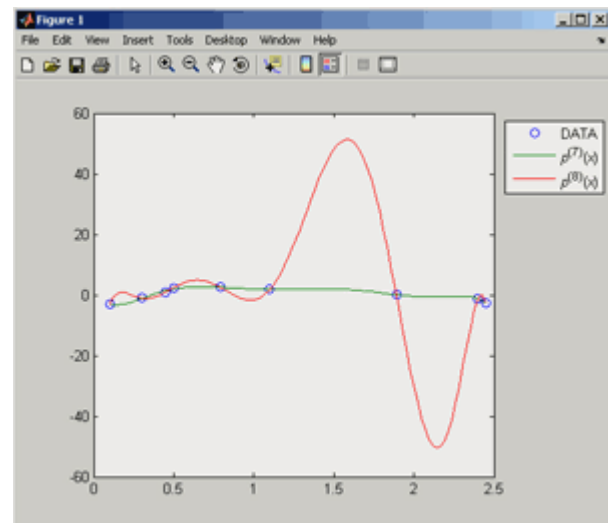 Figure 1
File Edit View Insert Tools Desktop Window Help
60
40
20
0
-20
-40
-60
0 0.5 1 1.5 2 2.5
DATA
p^(7)(x)
p^(8)(x)